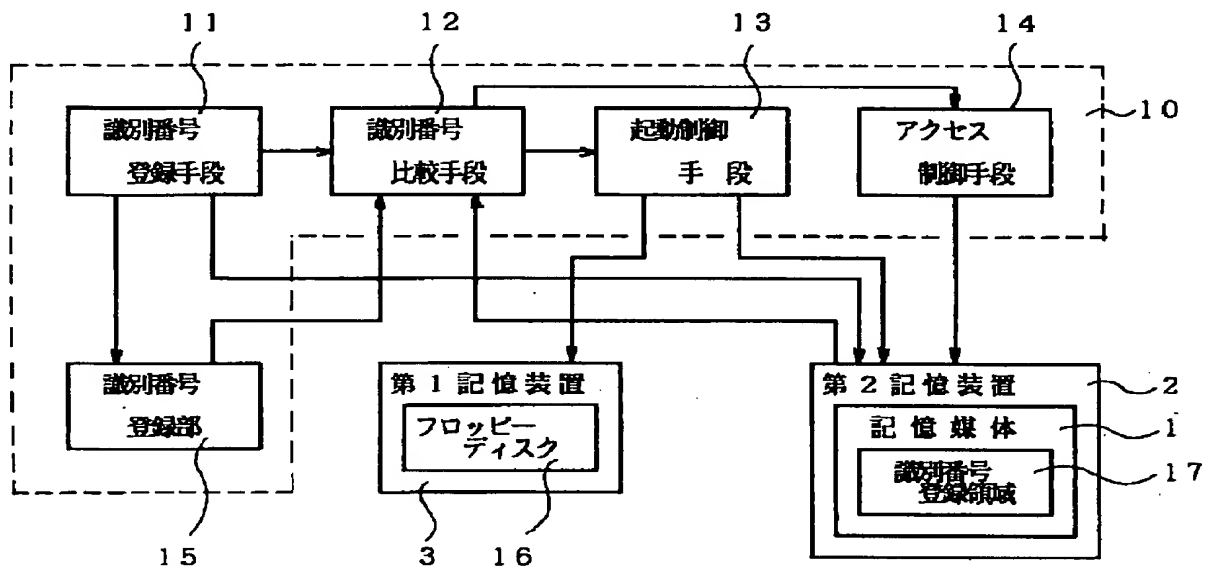 １１
１２
１３
１４
識別番号
登録手段
識別番号
比較手段
起動制御
手　段
アクセス
制御手段
１０
識別番号
登録部
第１記憶装置
フロッピー
ディスク
第２記憶装置
２
記憶媒体
１
識別番号
登録領域
１７
１５
３
１６